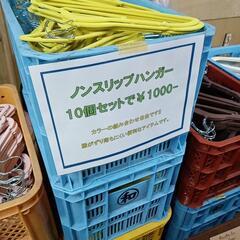 ノンスリップハンガー
10個セットで￥1000-
カラーの組み合わせ自由です!!
服がずり落ちにくい便利なアイテムです。
和